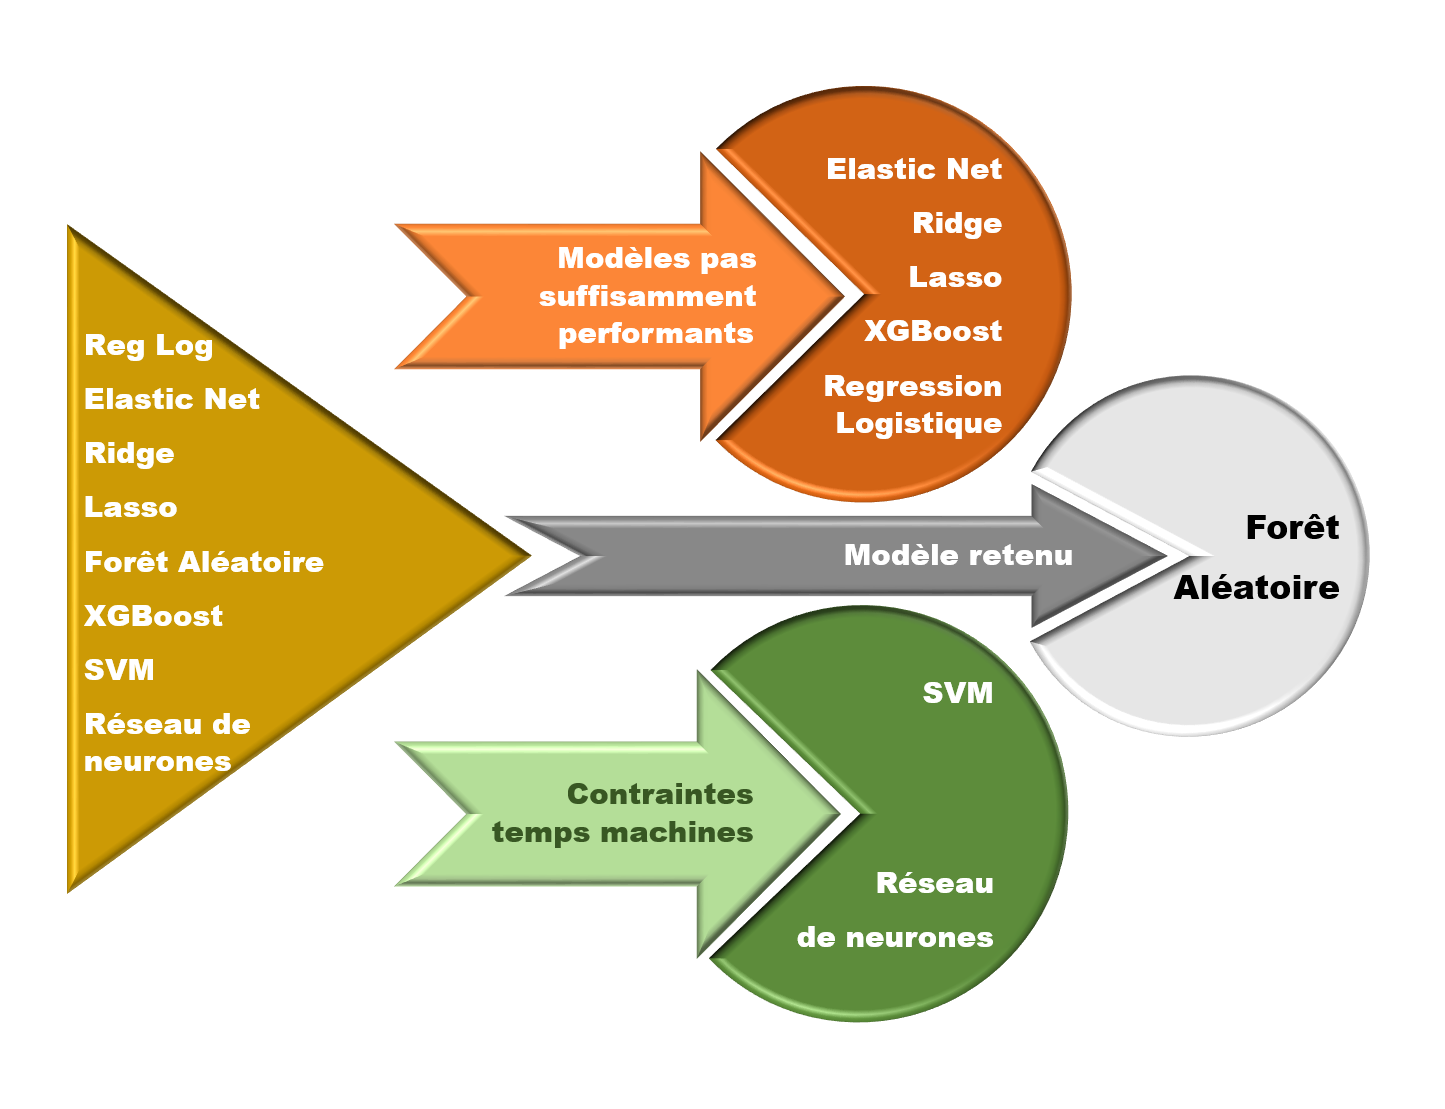 Reg Log
Elastic Net
Ridge
Lasso
Forêt Aléatoire
XGBoost
SVM
Réseau de
neurones
Modèles pas
suffisamment
performants
Elastic Net
Ridge
Lasso
XGBoost
Regression
Logistique
Modèle retenu
Forêt
Aléatoire
Contraintes
temps machines
SVM
Réseau
de neurones